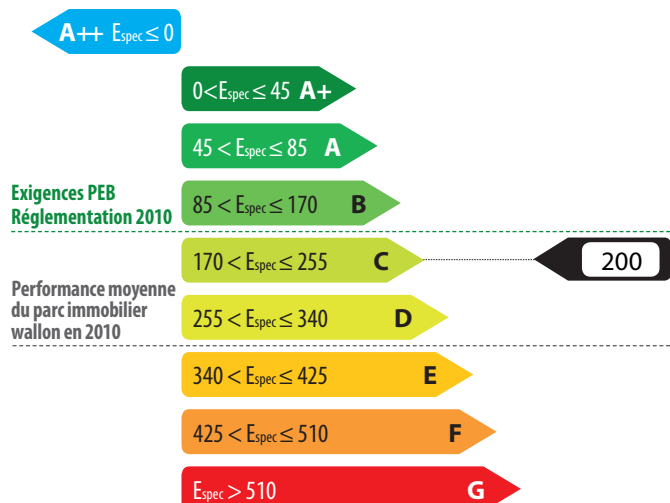 A++ Espec ≤ 0
0<Espec ≤ 45 A+
45 < Espec ≤ 85 A
Exigences PEB
Réglementation 2010
85 < Espec ≤ 170 B
170 < Espec ≤ 255 C
200
Performance moyenne
du parc immobilier
wallon en 2010
255 < Espec ≤ 340 D
340 < Espec ≤ 425 E
425 < Espec ≤ 510 F
Espec > 510 G